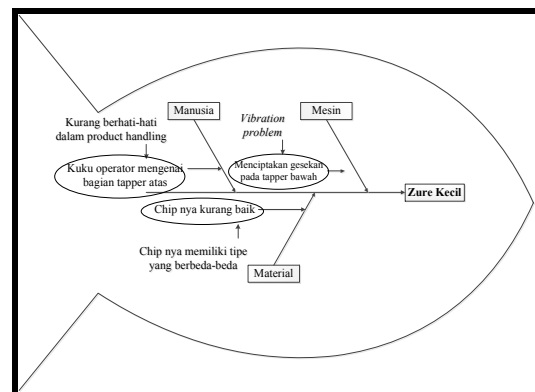 Manusia
Mesin
Kurang berhati-hati
dalam product handling
Vibration
problem
Kuku operator mengenai
bagian tapper atas
Menciptakan gesekan
pada tapper bawah
Zure Kecil
Chip nya kurang baik
Chip nya memiliki tipe
yang berbeda-beda
Material